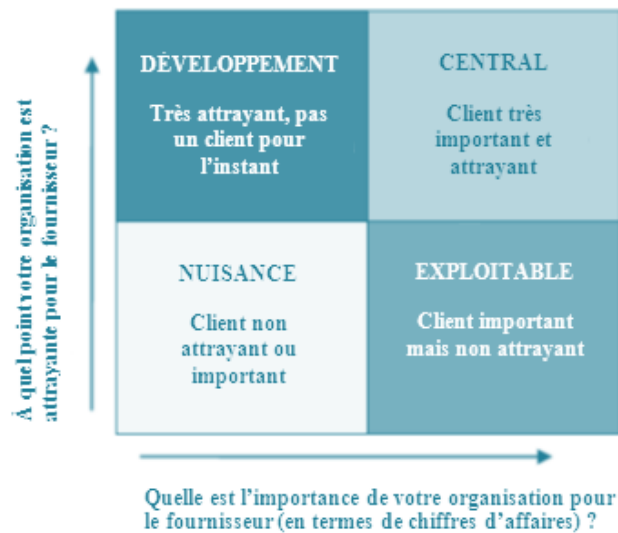 À quel point votre organisation est
attrayante pour le fournisseur ?
DÉVELOPPEMENT
Très attrayant, pas
un client pour
l'instant
CENTRAL
Client très
important et
attrayant
NUISANCE
Client non
attrayant ou
important
EXPLOITABLE
Client important
mais non attrayant
Quelle est l'importance de votre organisation pour
le fournisseur (en termes de chiffres d'affaires) ?